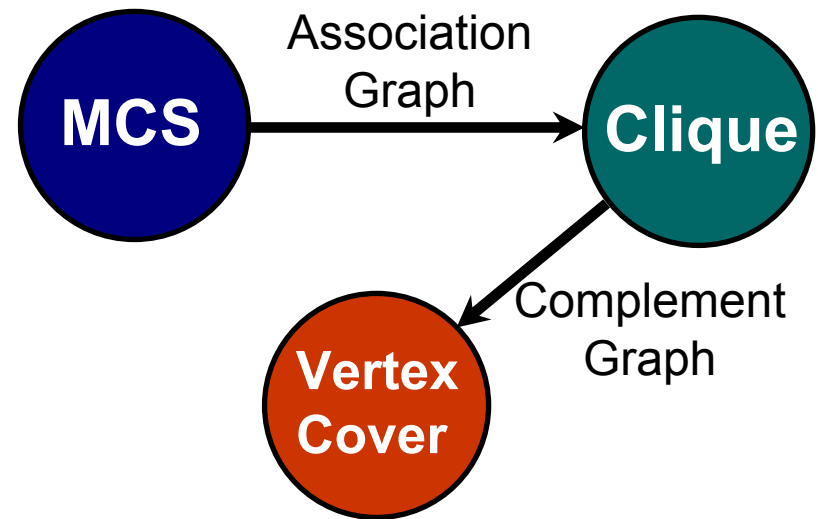 Association
Graph
MCS
Clique
Complement
Graph
Vertex
Cover